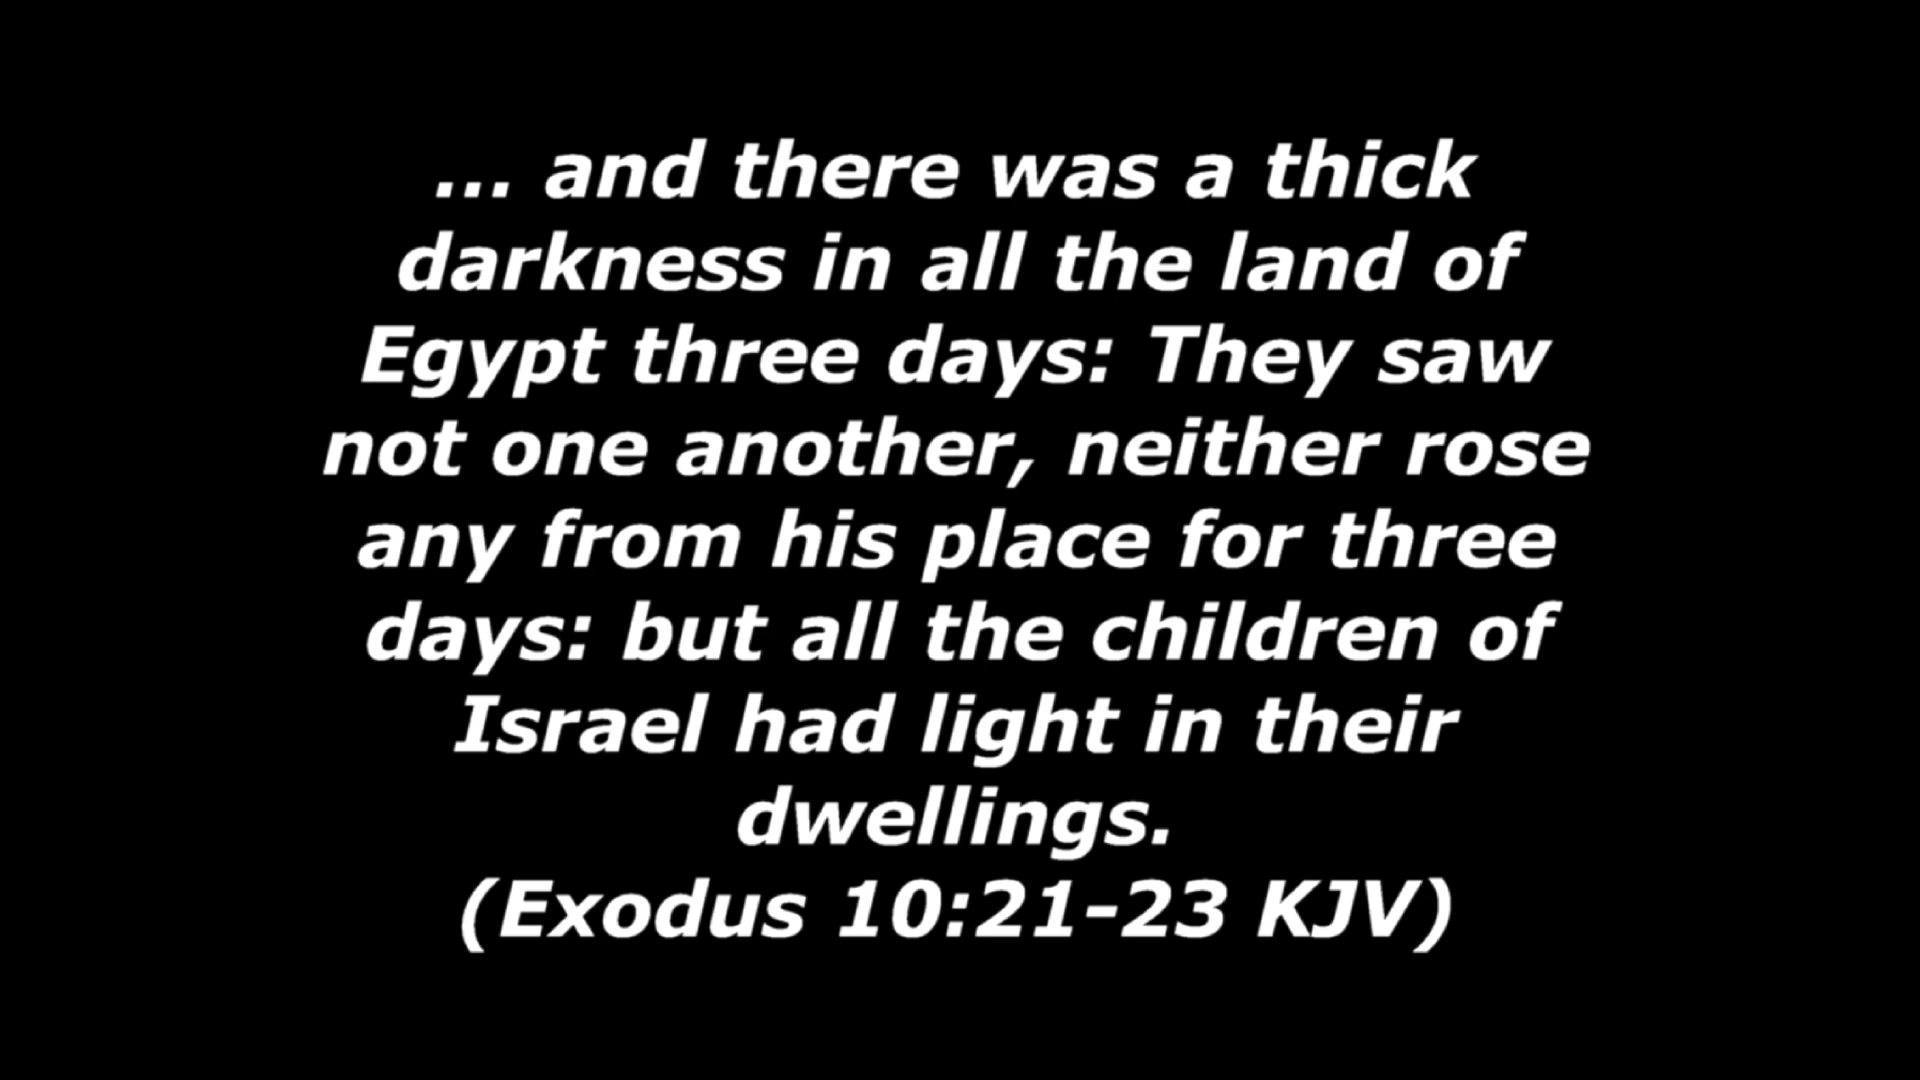 ... and there was a thick
darkness in all the land of
Egypt three days: They saw
not one another, neither rose
any from his place for three
days: but all the children of
Israel had light in their
dwellings.
(Exodus 10:21-23 KJV)